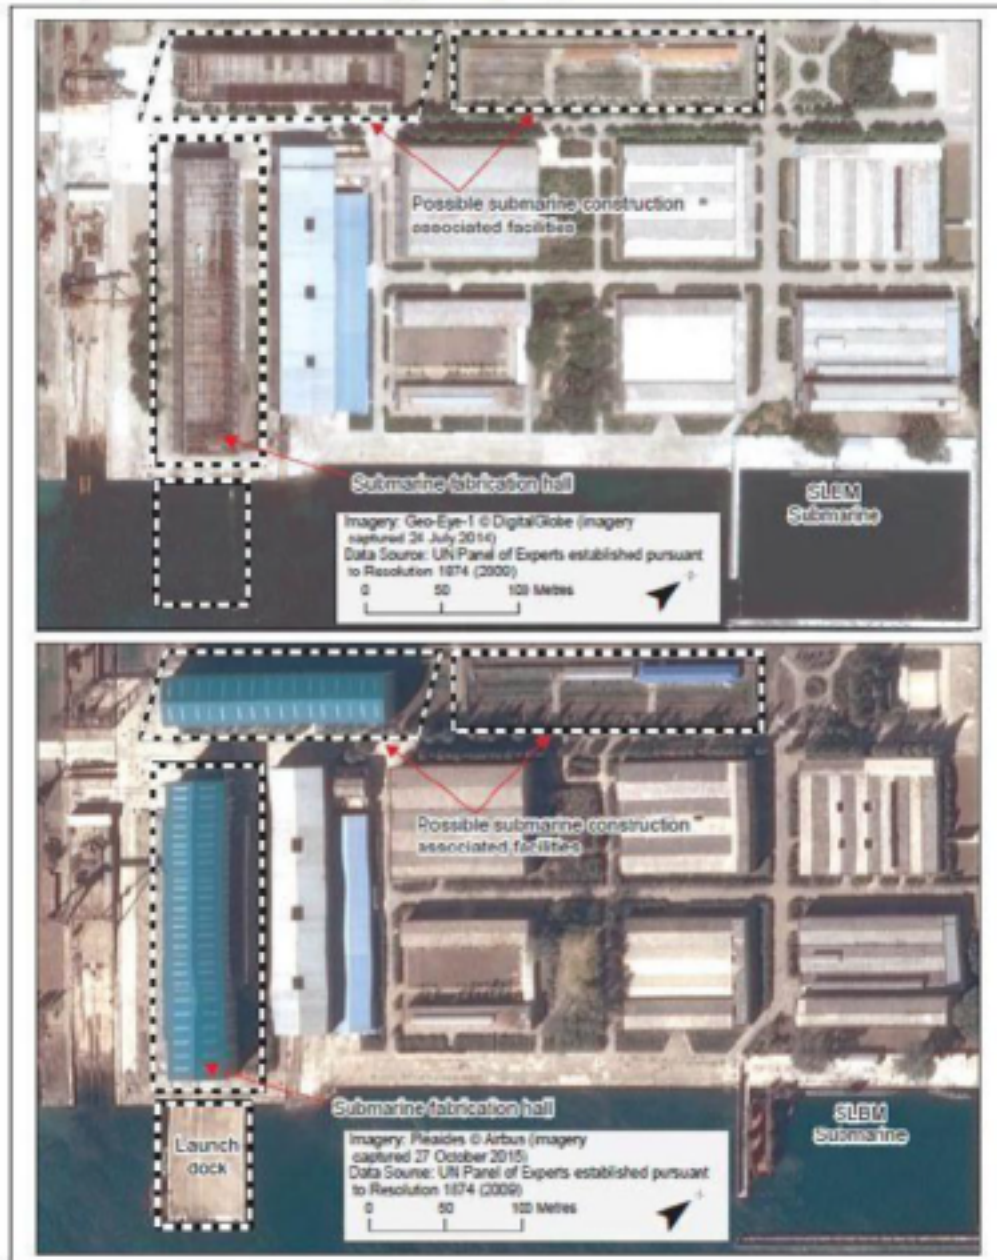 Possible submarine construction
associated facilities
Submarine fabrication hall
SLBM
Submarine
Imagery: Geo-Eye-1 © DigitalGlobe (imagery
captured 24 July 2014)
Data Source: UN Panel of Experts established pursuant
to Resolution 1874 (2009)
0 50 100 Metres
Possible submarine construction
associated facilities
Submarine fabrication hall
Launch
dock
SLBM
Submarine
Imagery: Pleaides © Airbus (imagery
captured 27 October 2015)
Data Source: UN Panel of Experts established pursuant
to Resolution 1874 (2009)
0 50 100 Metres